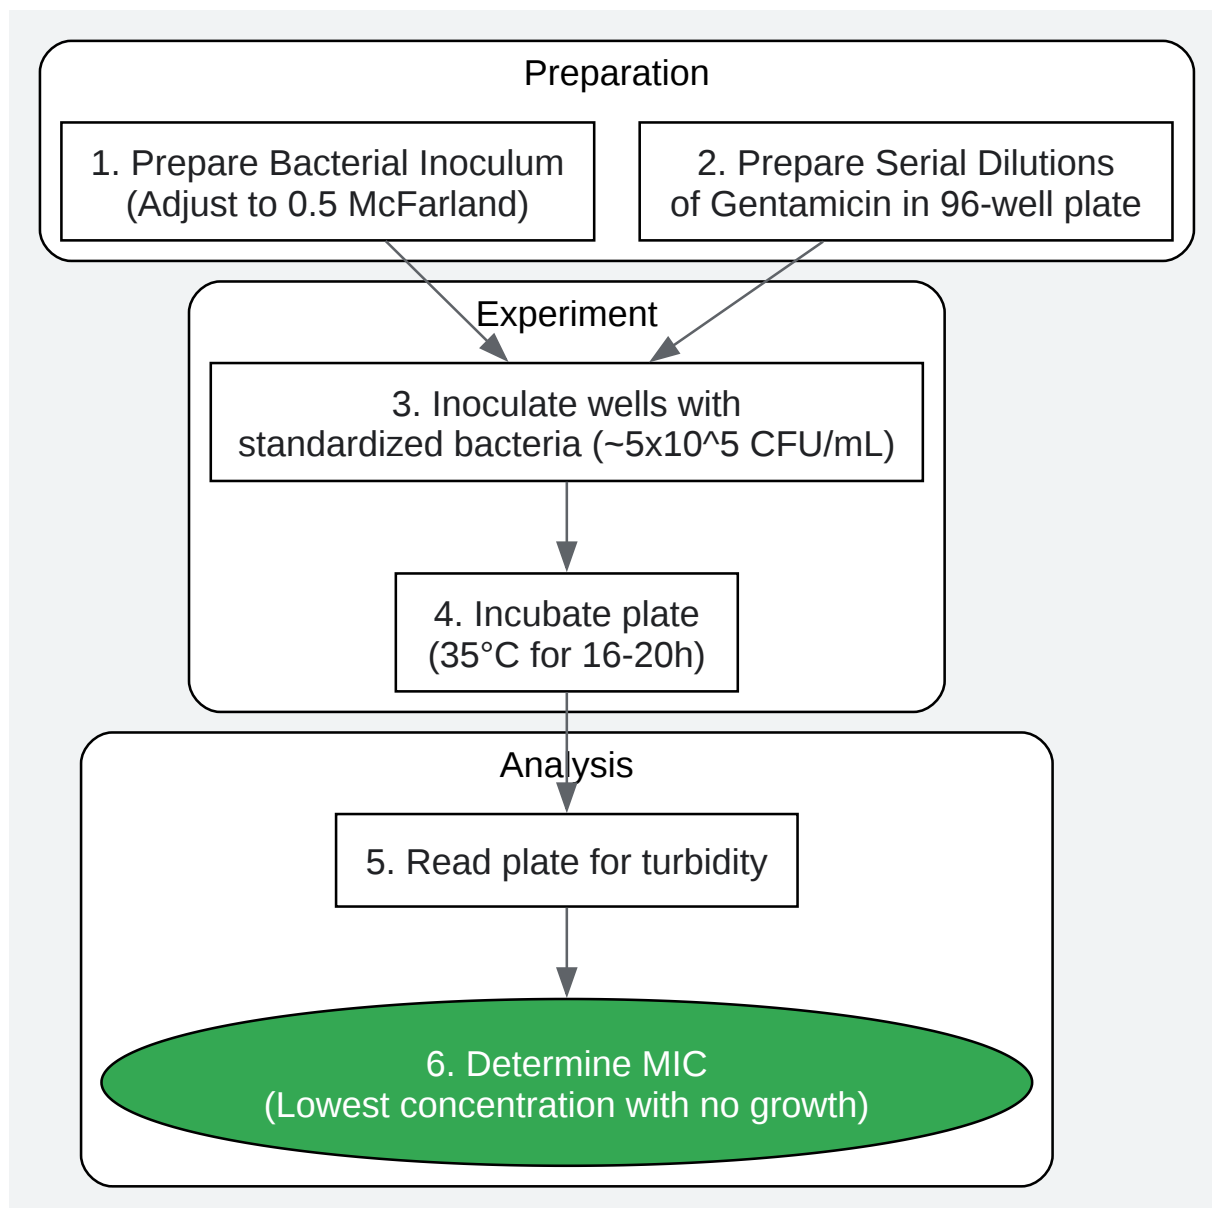 Preparation
1. Prepare Bacterial Inoculum
(Adjust to 0.5 McFarland)
2. Prepare Serial Dilutions
of Gentamicin in 96-well plate
Experiment
3. Inoculate wells with
standardized bacteria (~5x10^5 CFU/mL)
4. Incubate plate
(35°C for 16-20h)
Analysis
5. Read plate for turbidity
6. Determine MIC
(Lowest concentration with no growth)